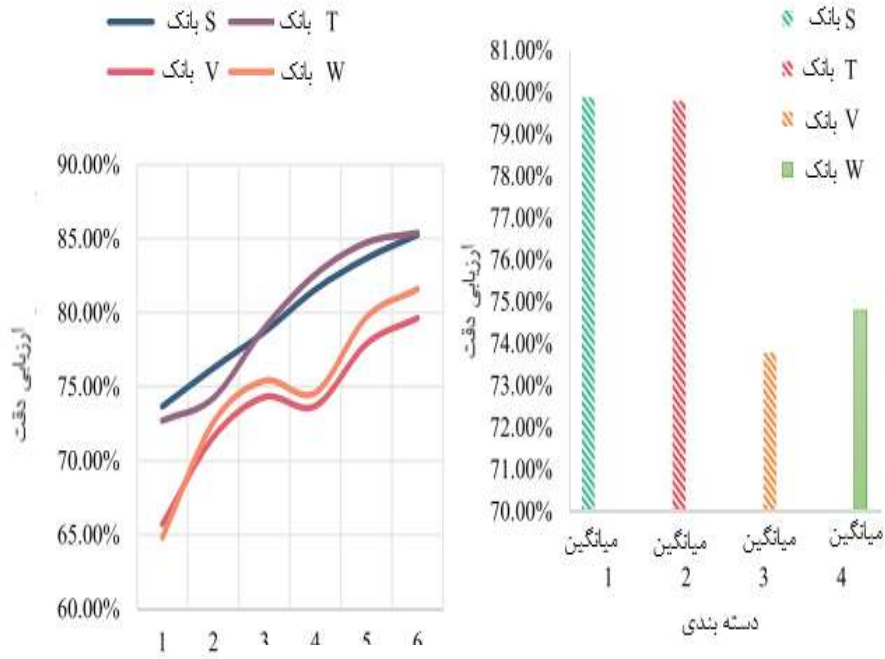 بانک S
بانک T
بانک V
بانک W
90.00%
85.00%
80.00%
75.00%
70.00%
65.00%
60.00%
ارزیابی دقت
1 2 3 4 5 6
بانک S
بانک T
بانک V
بانک W
81.00%
80.00%
79.00%
78.00%
77.00%
76.00%
75.00%
74.00%
73.00%
72.00%
71.00%
70.00%
ارزیابی دقت
میانگین میانگین میانگین میانگین
1 2 3 4
دسته بندی